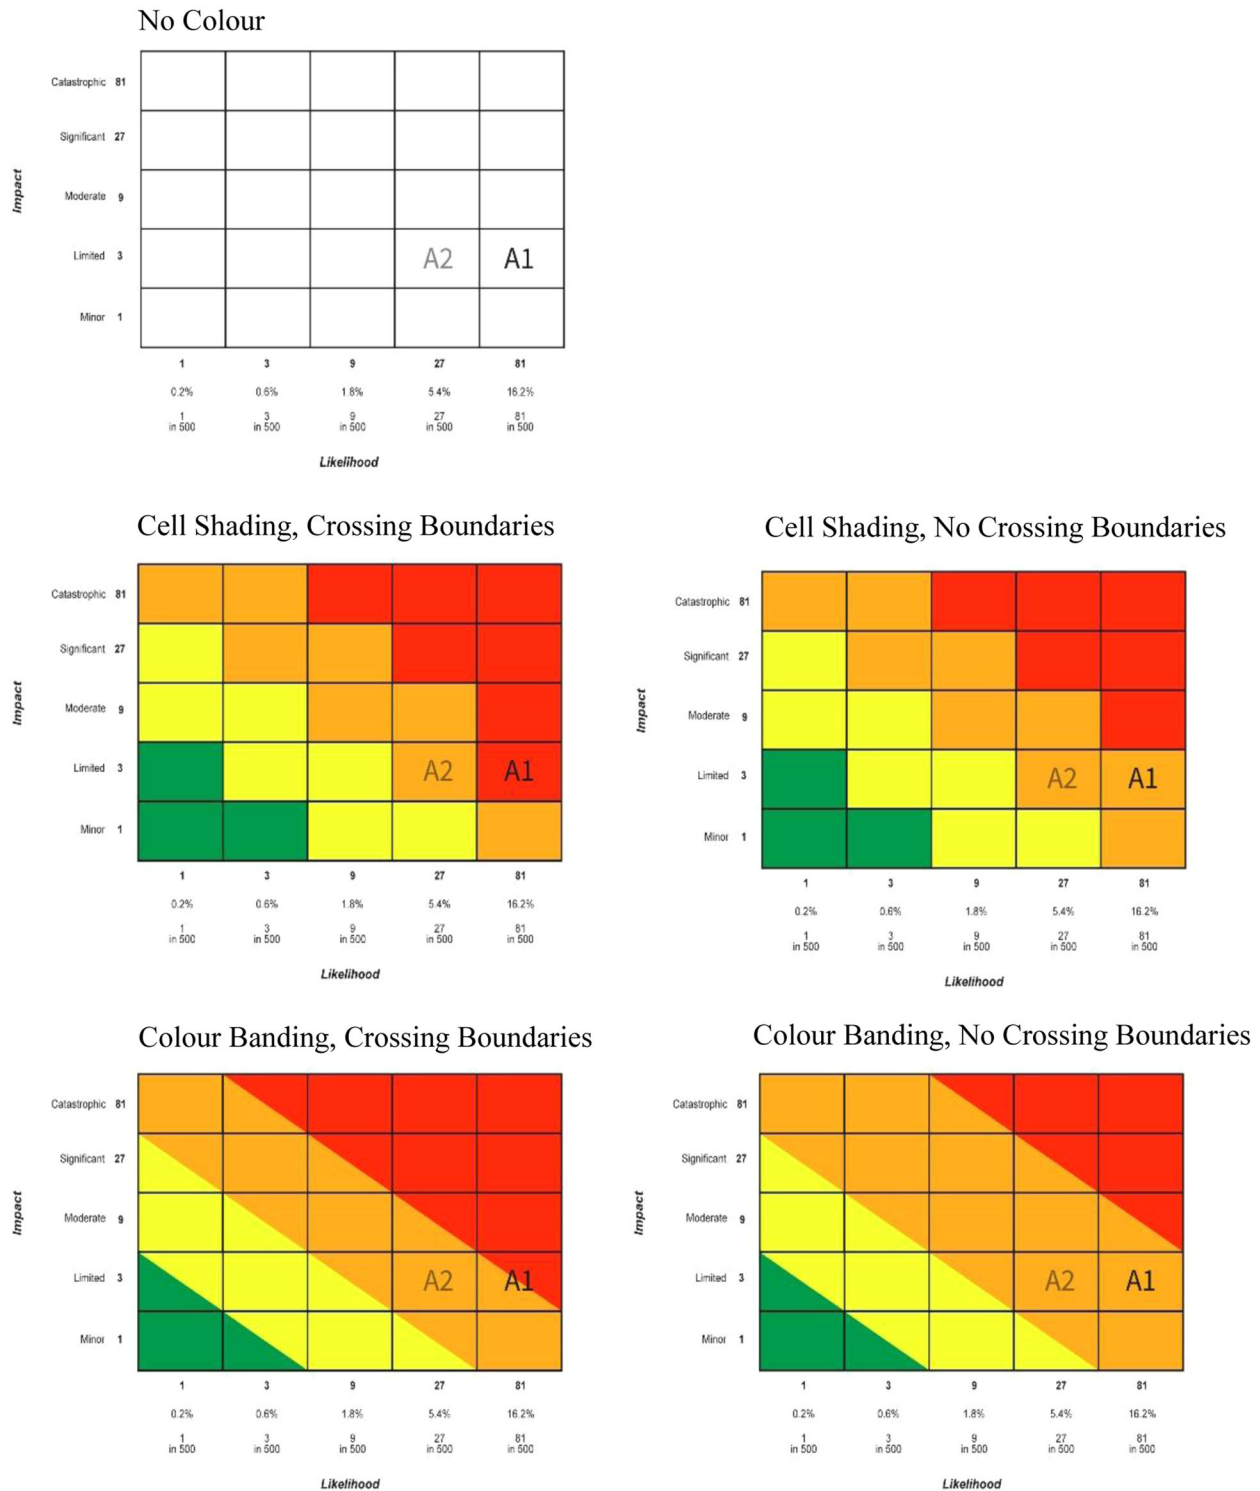 No Colour
Catastrophic 81
Significant 27
Impact
Moderate 9
Limited 3 A2 A1
Minor 1
1 3 9 27 81
0.2% 0.6% 1.8% 5.4% 16.2%
1 3 9 27 81
in 500 in 500 in 500 in 500 in 500
Likelihood
Cell Shading, Crossing Boundaries
Catastrophic 81
Significant 27
Impact
Moderate 9
Limited 3 A2 A1
Minor 1
1 3 9 27 81
0.2% 0.6% 1.8% 5.4% 16.2%
1 3 9 27 81
in 500 in 500 in 500 in 500 in 500
Likelihood
Cell Shading, No Crossing Boundaries
Catastrophic 81
Significant 27
Impact
Moderate 9
Limited 3 A2 A1
Minor 1
1 3 9 27 81
0.2% 0.6% 1.8% 5.4% 16.2%
1 3 9 27 81
in 500 in 500 in 500 in 500 in 500
Likelihood
Colour Banding, Crossing Boundaries
Catastrophic 81
Significant 27
Impact
Moderate 9
Limited 3 A2 A1
Minor 1
1 3 9 27 81
0.2% 0.6% 1.8% 5.4% 16.2%
1 3 9 27 81
in 500 in 500 in 500 in 500 in 500
Likelihood
Colour Banding, No Crossing Boundaries
Catastrophic 81
Significant 27
Impact
Moderate 9
Limited 3 A2 A1
Minor 1
1 3 9 27 81
0.2% 0.6% 1.8% 5.4% 16.2%
1 3 9 27 81
in 500 in 500 in 500 in 500 in 500
Likelihood